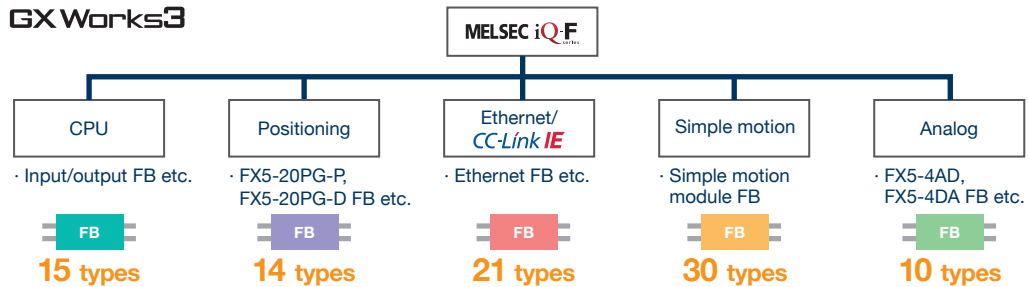 GX Works3
MELSEC iQ-F
series
CPU
Positioning
Ethernet/
CC-Link IE
Simple motion
Analog
· Input/output FB etc.
· FX5-20PG-P,
FX5-20PG-D FB etc.
· Ethernet FB etc.
· Simple motion
module FB
· FX5-4AD,
FX5-4DA FB etc.
FB
FB
FB
FB
FB
15 types
14 types
21 types
30 types
10 types